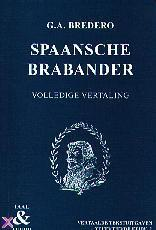 G.A. BREDERO
SPAANSCHE
BRABANDER
VOLLEDIGE VERTALING
TAAL
&